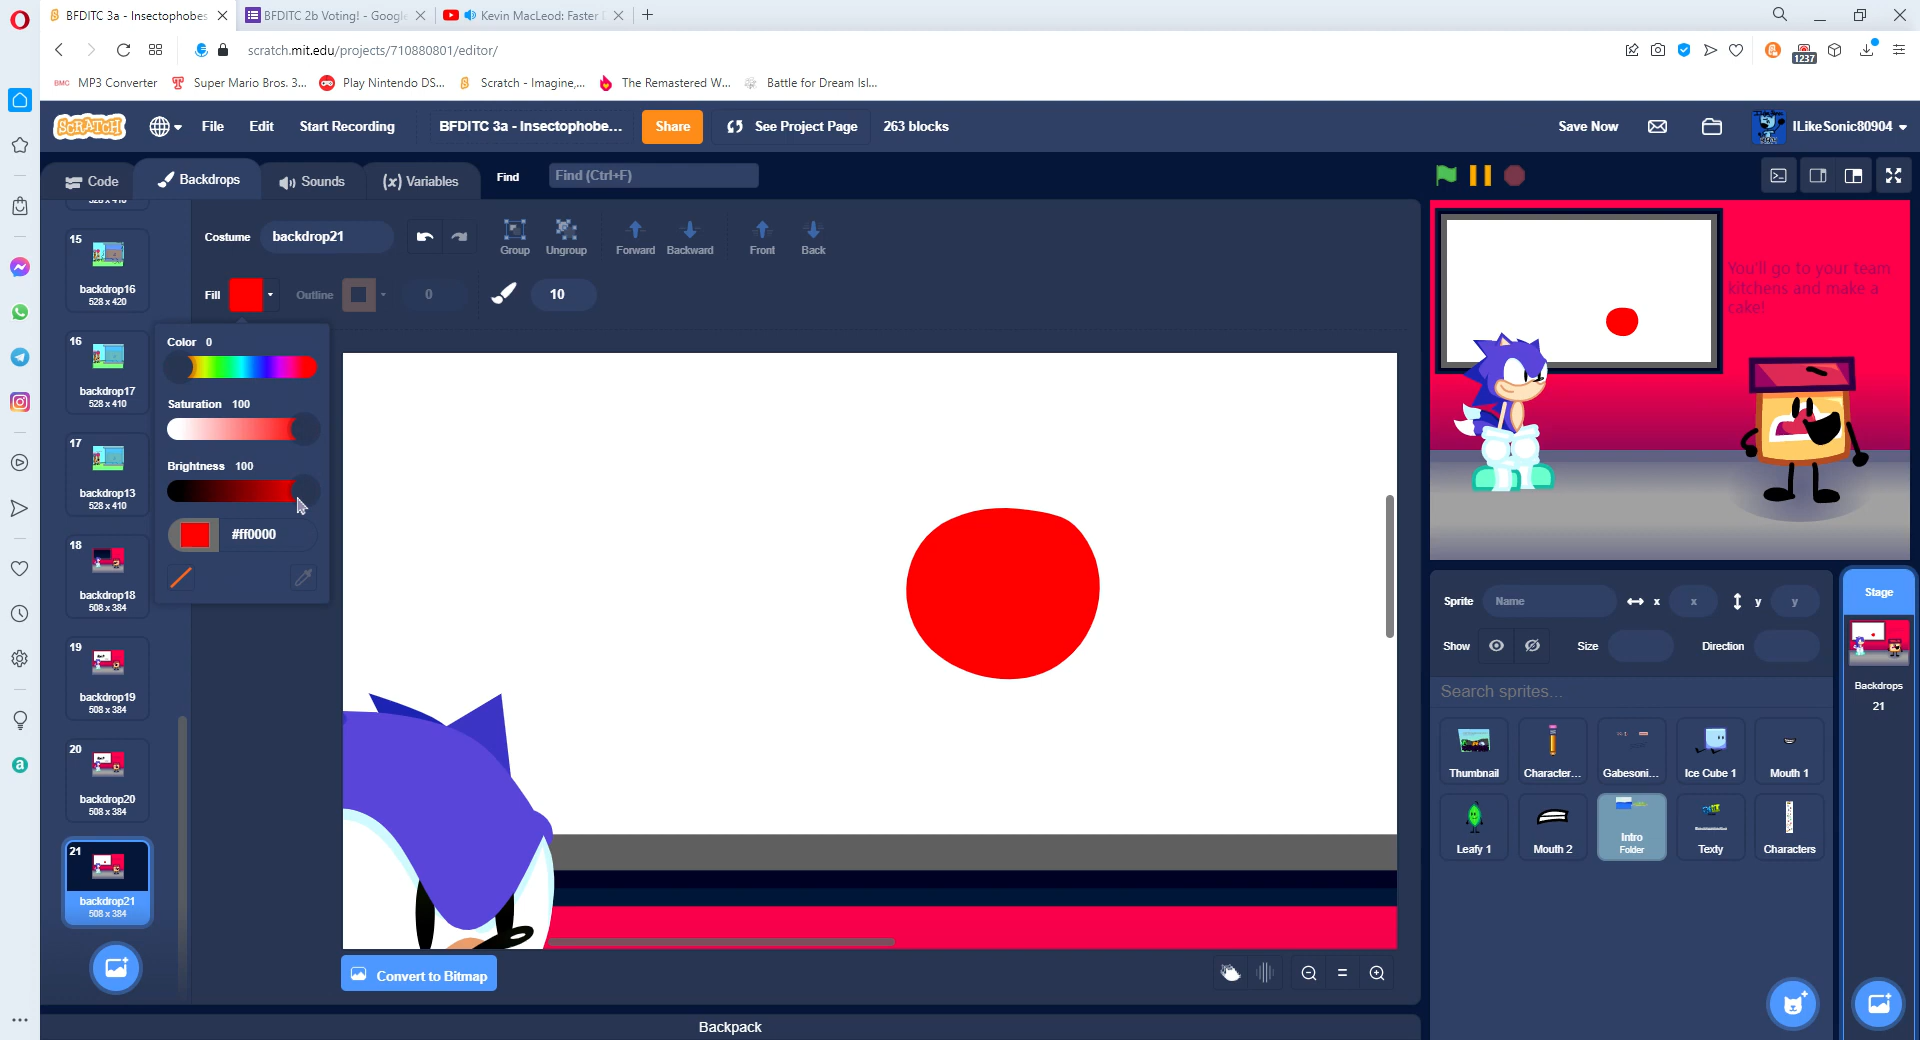 BFDITC 3a - Insectophobes
BFDITC 2b Voting! - Google
Kevin MacLeod: Faster
scratch.mit.edu/projects/710880801/editor/
1237
BMC MP3 Converter
Super Mario Bros. 3...
Play Nintendo DS...
Scratch - Imagine,...
The Remastered W...
Battle for Dream Isl...
SCRATCH
File
Edit
Start Recording
BFDITC 3a - Insectophobe...
Share
See Project Page
263 blocks
Save Now
ILikeSonic80904
Code
Backdrops
Sounds
(x) Variables
Find
Find (Ctrl+F)
Costume
backdrop21
Group
Ungroup
Forward
Backward
Front
Back
Fill
Outline
0
10
Color 0
Saturation 100
Brightness 100
#ff0000
15
backdrop16
528 x 420
16
backdrop17
528 x 410
17
backdrop13
528 x 410
18
backdrop18
508 x 384
19
backdrop19
508 x 384
20
backdrop20
508 x 384
21
backdrop21
508 x 384
Convert to Bitmap
Backpack
You'll go to your team
kitchens and make a
cake!
Sprite
Name
x
x
y
y
Show
Size
Direction
Search sprites...
Thumbnail
Character...
Gabesoni...
Ice Cube 1
Mouth 1
Leafy 1
Mouth 2
Intro
Folder
Texty
Characters
Stage
Backdrops
21